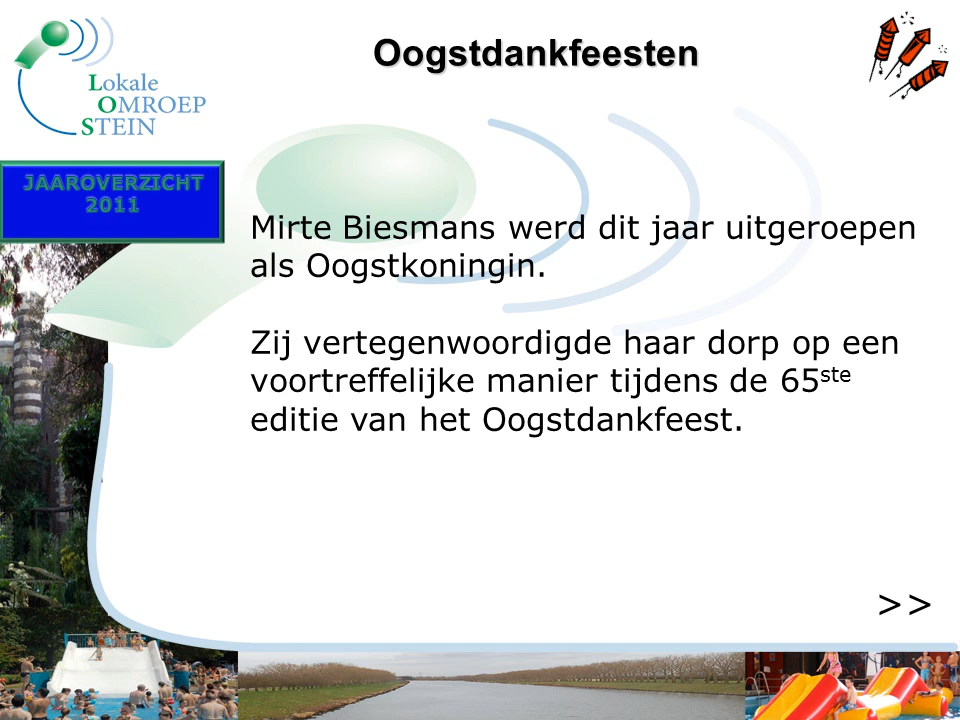 Oogstdankfeesten
Lokale
OMROEP
STEIN
JAAROVERZICHT
2011
Mirte Biesmans werd dit jaar uitgeroepen
als Oogstkoningin.
Zij vertegenwoordigde haar dorp op een
voortreffelijke manier tijdens de 65ste
editie van het Oogstdankfeest.
>>